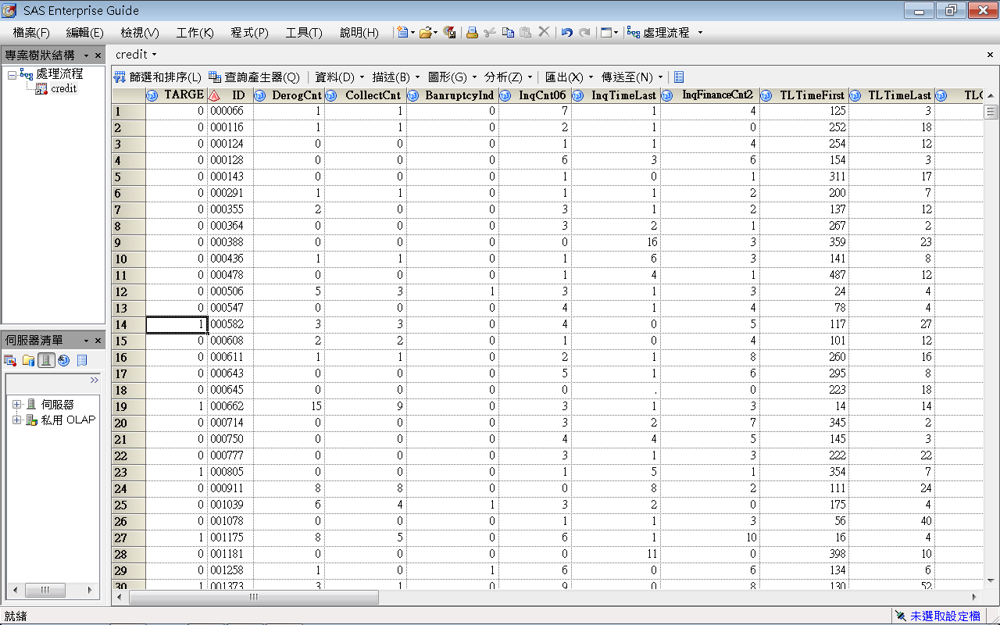 SAS Enterprise Guide
檔案(F) 編輯(E) 檢視(V) 工作(K) 程式(P) 工具(T) 說明(H) 處理流程
專案樹狀結構
處理流程
credit
credit
篩選和排序(L) 查詢產生器(Q) 資料(D) 描述(B) 圖形(G) 分析(Z) 匯出(X) 傳送至(N)
TARGE ID DerogCnt CollectCnt BanruptcyInd InqCnt06 InqTimeLast InqFinanceCnt2 TLTimeFirst TLTimeLast
1 0 000066 1 1 0 7 1 4 125 3
2 0 000116 1 1 0 2 1 0 252 18
3 0 000124 0 0 0 1 1 4 254 12
4 0 000128 0 0 0 6 3 6 154 3
5 0 000143 0 0 0 1 0 1 311 17
6 0 000291 1 1 0 1 1 2 200 7
7 0 000355 2 0 0 3 1 2 137 12
8 0 000364 0 0 0 3 2 1 267 2
9 0 000388 0 0 0 0 16 3 359 23
10 0 000436 1 1 0 1 6 3 141 8
11 0 000478 0 0 0 1 4 1 487 12
12 0 000506 5 3 1 3 1 3 24 4
13 0 000547 0 0 0 4 1 4 78 4
14 1 000582 3 3 0 4 0 5 117 27
15 0 000608 2 2 0 1 0 4 101 12
16 0 000611 1 1 0 2 1 8 260 16
17 0 000643 0 0 0 5 1 6 295 8
18 0 000645 0 0 0 0 . 0 223 18
19 1 000662 15 9 0 3 1 3 14 14
20 0 000714 0 0 0 3 2 7 345 2
21 0 000750 0 0 0 4 4 5 145 3
22 0 000777 0 0 0 3 1 3 222 22
23 1 000805 0 0 0 1 5 1 354 7
24 0 000911 8 8 0 0 8 2 111 24
25 0 001039 6 4 1 3 2 0 175 4
26 0 001078 0 0 0 1 1 3 56 40
27 1 001175 8 5 0 6 1 10 16 4
28 0 001181 0 0 0 0 11 0 398 10
29 0 001258 1 0 1 6 0 6 134 6
30 1 001373 3 1 0 9 0 8 130 52
伺服器清單
伺服器
私用 OLAP
就緒
未選取設定檔